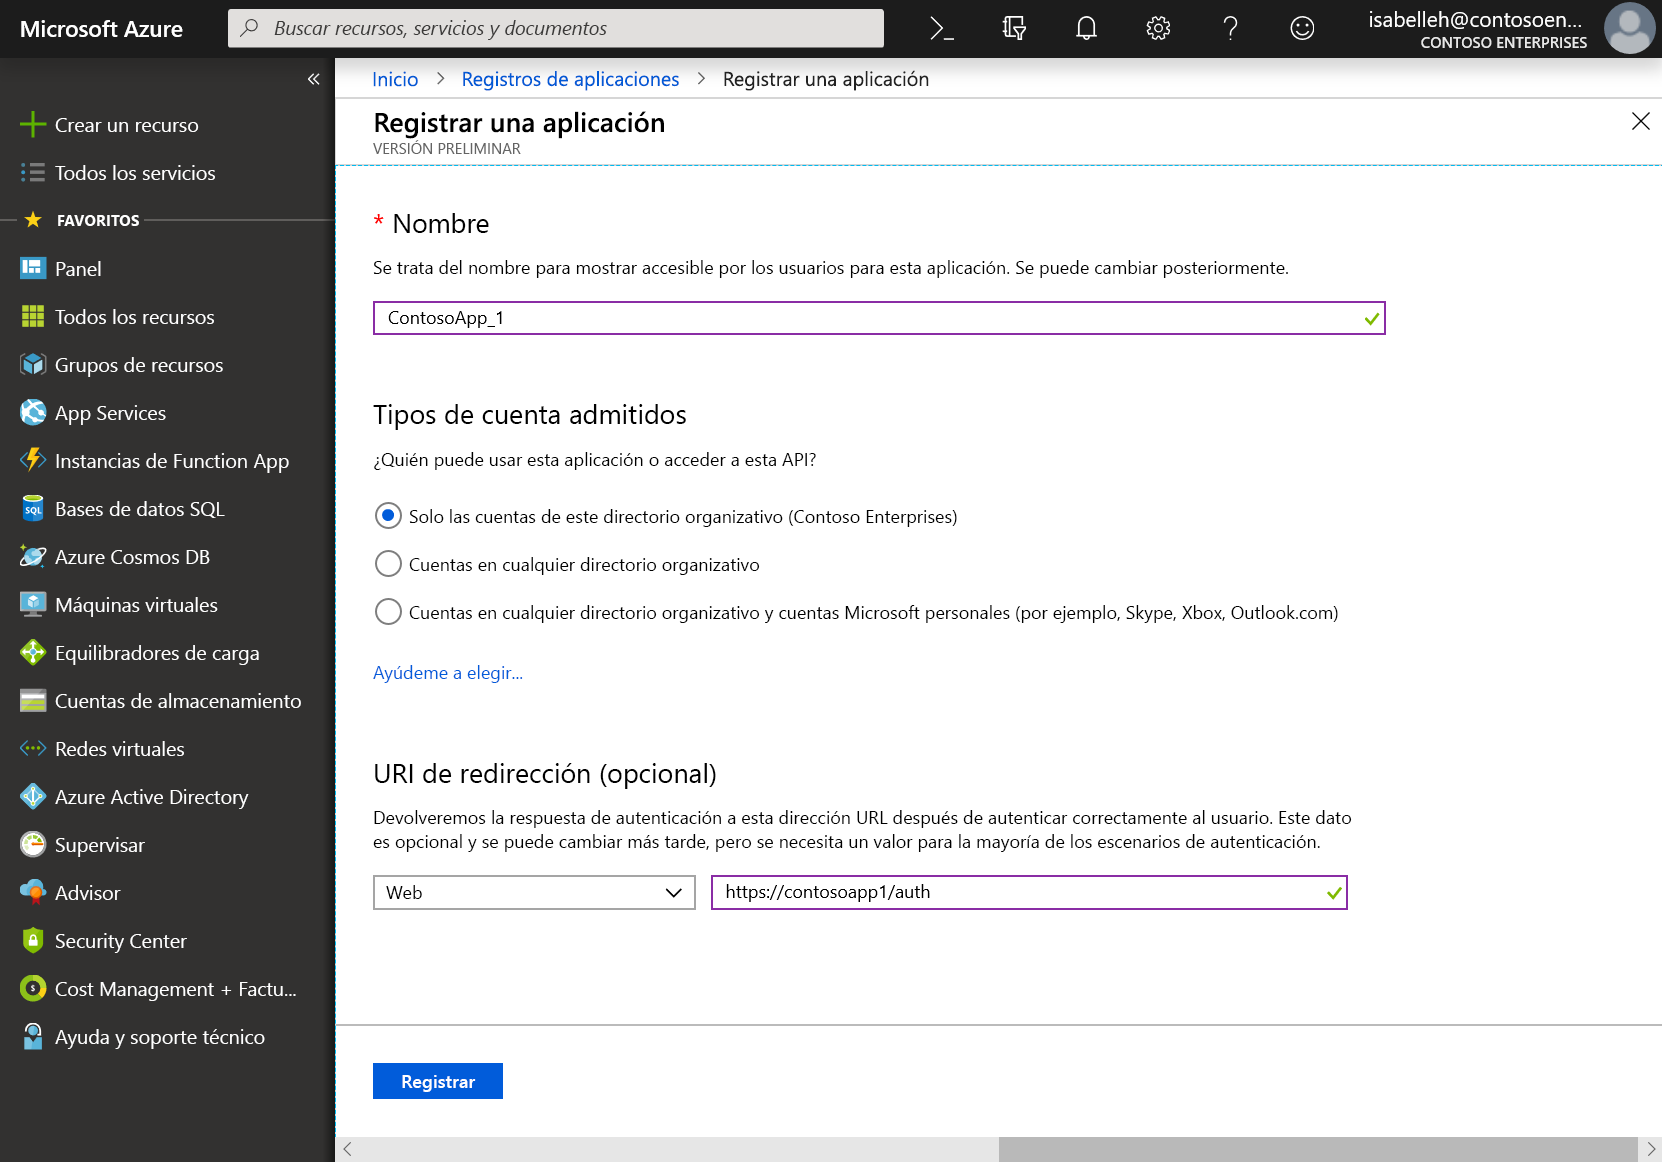 Microsoft Azure
Buscar recursos, servicios y documentos
isabelleh@contosoen...
CONTOSO ENTERPRISES
Crear un recurso
Todos los servicios
FAVORITOS
Panel
Todos los recursos
Grupos de recursos
App Services
Instancias de Function App
Bases de datos SQL
Azure Cosmos DB
Máquinas virtuales
Equilibradores de carga
Cuentas de almacenamiento
Redes virtuales
Azure Active Directory
Supervisar
Advisor
Security Center
Cost Management + Factu...
Ayuda y soporte técnico
Inicio > Registros de aplicaciones > Registrar una aplicación
Registrar una aplicación
VERSIÓN PRELIMINAR
* Nombre
Se trata del nombre para mostrar accesible por los usuarios para esta aplicación. Se puede cambiar posteriormente.
ContosoApp_1
Tipos de cuenta admitidos
¿Quién puede usar esta aplicación o acceder a esta API?
Solo las cuentas de este directorio organizativo (Contoso Enterprises)
Cuentas en cualquier directorio organizativo
Cuentas en cualquier directorio organizativo y cuentas Microsoft personales (por ejemplo, Skype, Xbox, Outlook.com)
Ayúdeme a elegir...
URI de redirección (opcional)
Devolveremos la respuesta de autenticación a esta dirección URL después de autenticar correctamente al usuario. Este dato
es opcional y se puede cambiar más tarde, pero se necesita un valor para la mayoría de los escenarios de autenticación.
Web
https://contosoapp1/auth
Registrar